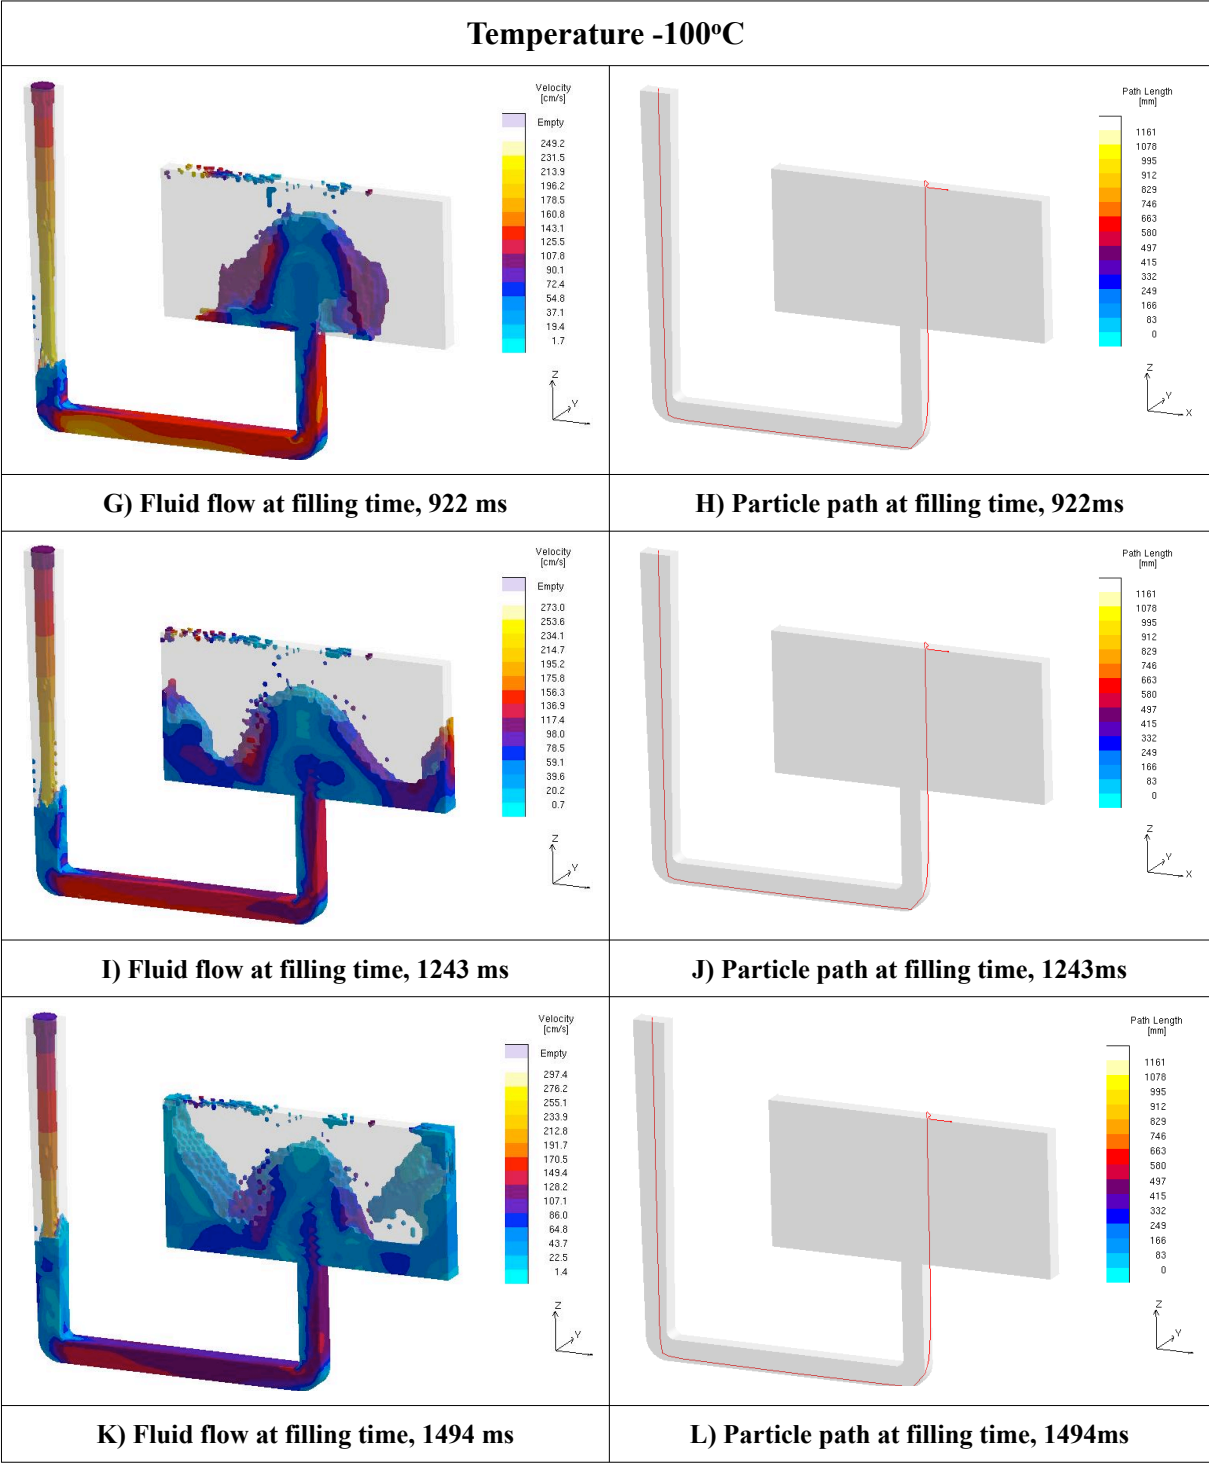 Temperature -100ºC
Velocity
[cm/s]
Empty
249.2
231.5
213.9
196.2
178.5
160.8
143.1
125.5
107.8
90.1
72.4
54.8
37.1
19.4
1.7
Z
Y
Path Length
[mm]
1161
1078
995
912
829
746
663
580
497
415
332
249
166
83
0
Z
Y
X
G) Fluid flow at filling time, 922 ms
H) Particle path at filling time, 922ms
Velocity
[cm/s]
Empty
273.0
253.6
234.1
214.7
195.2
175.8
156.3
136.9
117.4
98.0
78.5
59.1
39.6
20.2
0.7
Z
Y
Path Length
[mm]
1161
1078
995
912
829
746
663
580
497
415
332
249
166
83
0
Z
Y
X
I) Fluid flow at filling time, 1243 ms
J) Particle path at filling time, 1243ms
Velocity
[cm/s]
Empty
297.4
276.2
255.1
233.9
212.8
191.7
170.5
149.4
128.2
107.1
86.0
64.8
43.7
22.5
1.4
Z
Y
Path Length
[mm]
1161
1078
995
912
829
746
663
580
497
415
332
249
166
83
0
Z
Y
K) Fluid flow at filling time, 1494 ms
L) Particle path at filling time, 1494ms